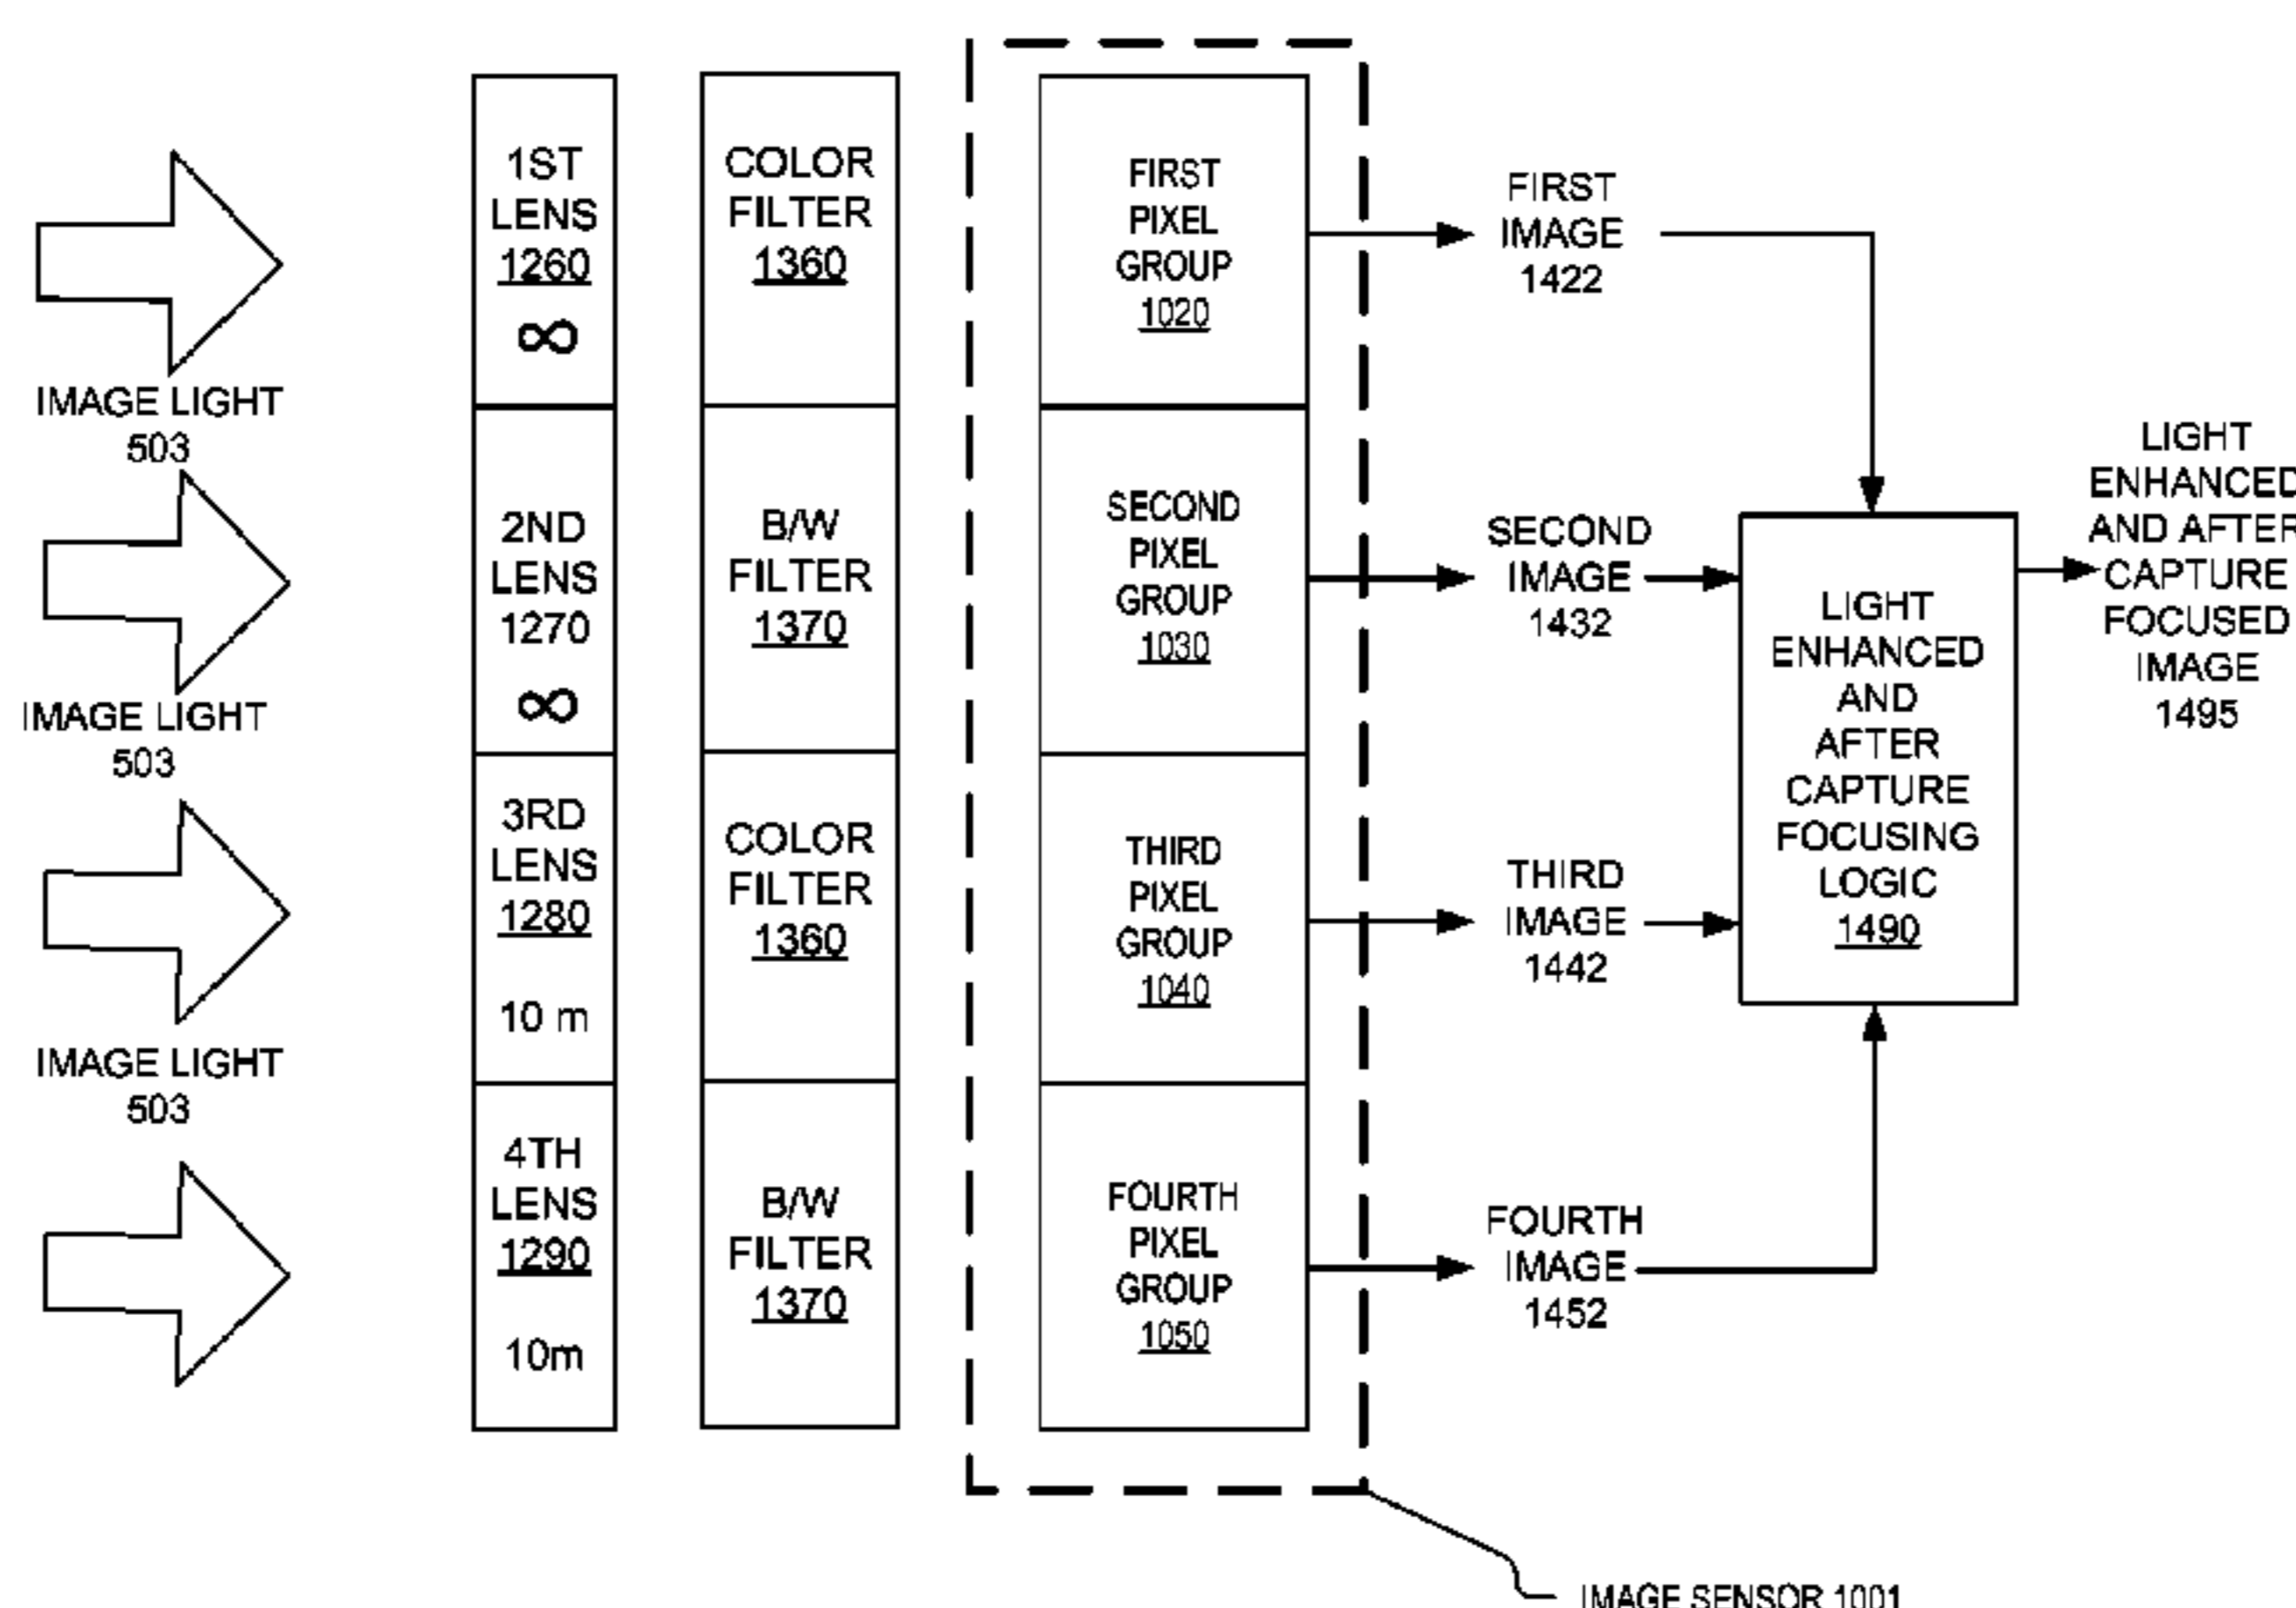 IMAGE LIGHT
503
IMAGE LIGHT
503
IMAGE LIGHT
503
1ST
LENS
1260
∞
2ND
LENS
1270
∞
3RD
LENS
1280
10 m
4TH
LENS
1290
10m
COLOR
FILTER
1360
B/W
FILTER
1370
COLOR
FILTER
1360
B/W
FILTER
1370
FIRST
PIXEL
GROUP
1020
SECOND
PIXEL
GROUP
1030
THIRD
PIXEL
GROUP
1040
FOURTH
PIXEL
GROUP
1050
FIRST
IMAGE
1422
SECOND
IMAGE
1432
THIRD
IMAGE
1442
FOURTH
IMAGE
1452
LIGHT
ENHANCED
AND
AFTER
CAPTURE
FOCUSING
LOGIC
1490
LIGHT
ENHANCED
AND AFTER
CAPTURE
FOCUSED
IMAGE
1495
IMAGE SENSOR 1001